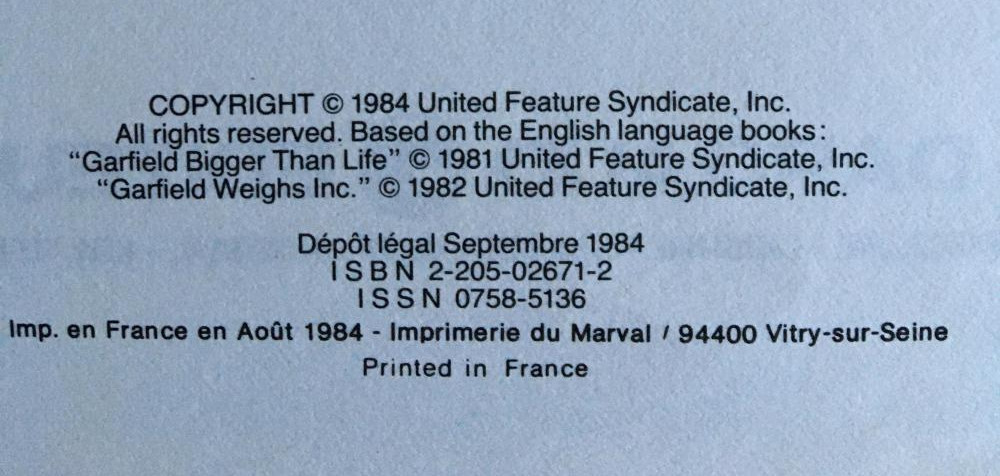 COPYRIGHT © 1984 United Feature Syndicate, Inc.
All rights reserved. Based on the English language books:
“Garfield Bigger Than Life” © 1981 United Feature Syndicate, Inc.
“Garfield Weighs Inc.” © 1982 United Feature Syndicate, Inc.
Dépôt légal Septembre 1984
ISBN 2-205-02671-2
ISSN 0758-5136
Imp. en France en Août 1984 - Imprimerie du Marval / 94400 Vitry-sur-Seine
Printed in France